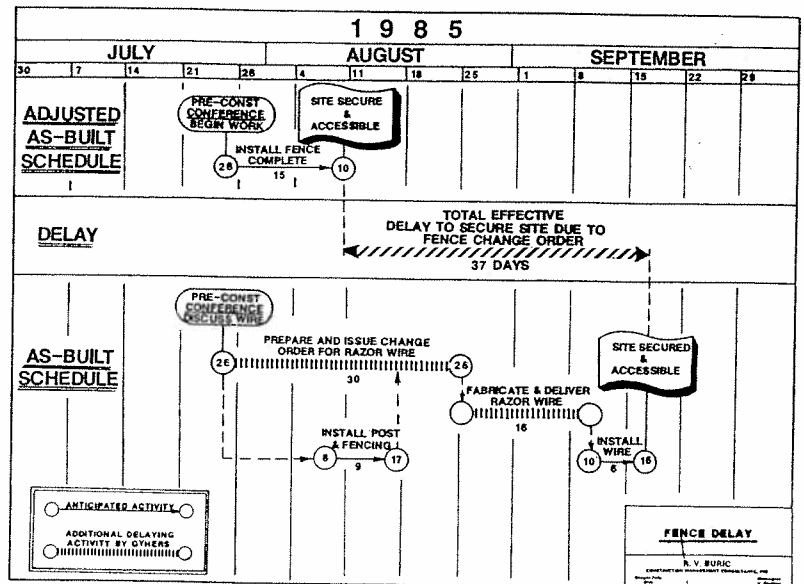 1985
JULY AUGUST SEPTEMBER
30 7 14 21 28 4 11 18 25 1 8 15 22 29
ADJUSTED
AS-BUILT
SCHEDULE
PRE-CONST
CONFERENCE
BEGIN WORK
SITE SECURE
&
ACCESSIBLE
INSTALL FENCE
COMPLETE
26
15
10
DELAY
TOTAL EFFECTIVE
DELAY TO SECURE SITE DUE TO
FENCE CHANGE ORDER
37 DAYS
AS-BUILT
SCHEDULE
PRE-CONST
CONFERENCE
DISCUSS WIRE
PREPARE AND ISSUE CHANGE
ORDER FOR RAZOR WIRE
26
30
26
SITE SECURED
&
ACCESSIBLE
FABRICATE & DELIVER
RAZOR WIRE
16
INSTALL POST
& FENCING
8
9
17
INSTALL
WIRE
10
6
16
ANTICIPATED ACTIVITY
ADDITIONAL DELAYING
ACTIVITY BY OTHERS
FENCE DELAY
R. V. BURIC
CONSTRUCTION MANAGEMENT CONSULTANTS, INC